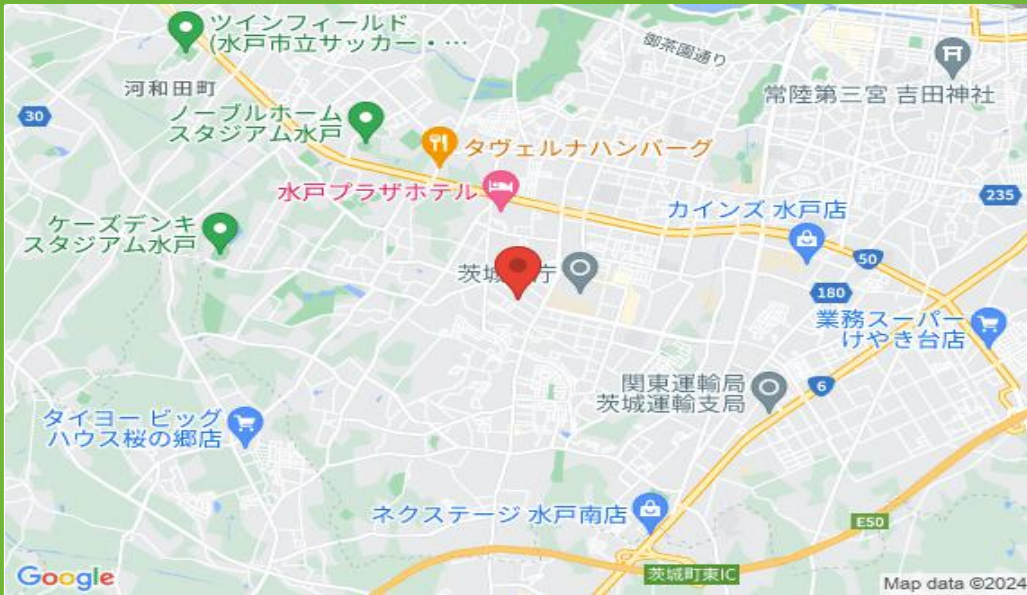 ツインフィールド
(水戸市立サッカー・…
御茶園通り
河和田町
常陸第三宮 吉田神社
30
ノーブルホーム
スタジアム水戸
タヴェルナハンバーグ
水戸プラザホテル
235
カインズ 水戸店
ケーズデンキ
スタジアム水戸
50
茨城 庁
180
業務スーパー
けやき台店
関東運輸局
茨城運輸支局
6
タイヨー ビッグ
ハウス桜の郷店
ネクステージ 水戸南店
E50
茨城町東IC
Google
Map data ©2024